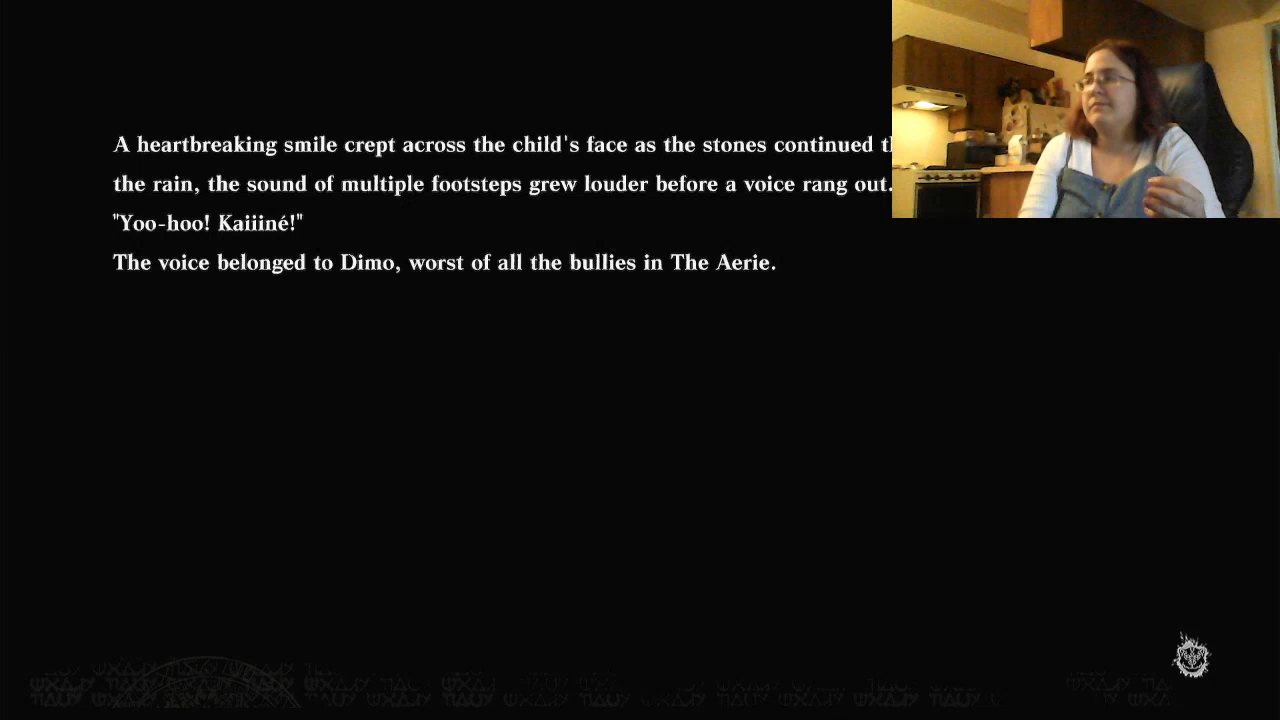 A heartbreaking smile crept across the child's face as the stones continued
the rain, the sound of multiple footsteps grew louder before a voice rang out.
"Yoo-hoo! Kaiiiné!"
The voice belonged to Dimo, worst of all the bullies in The Aerie.